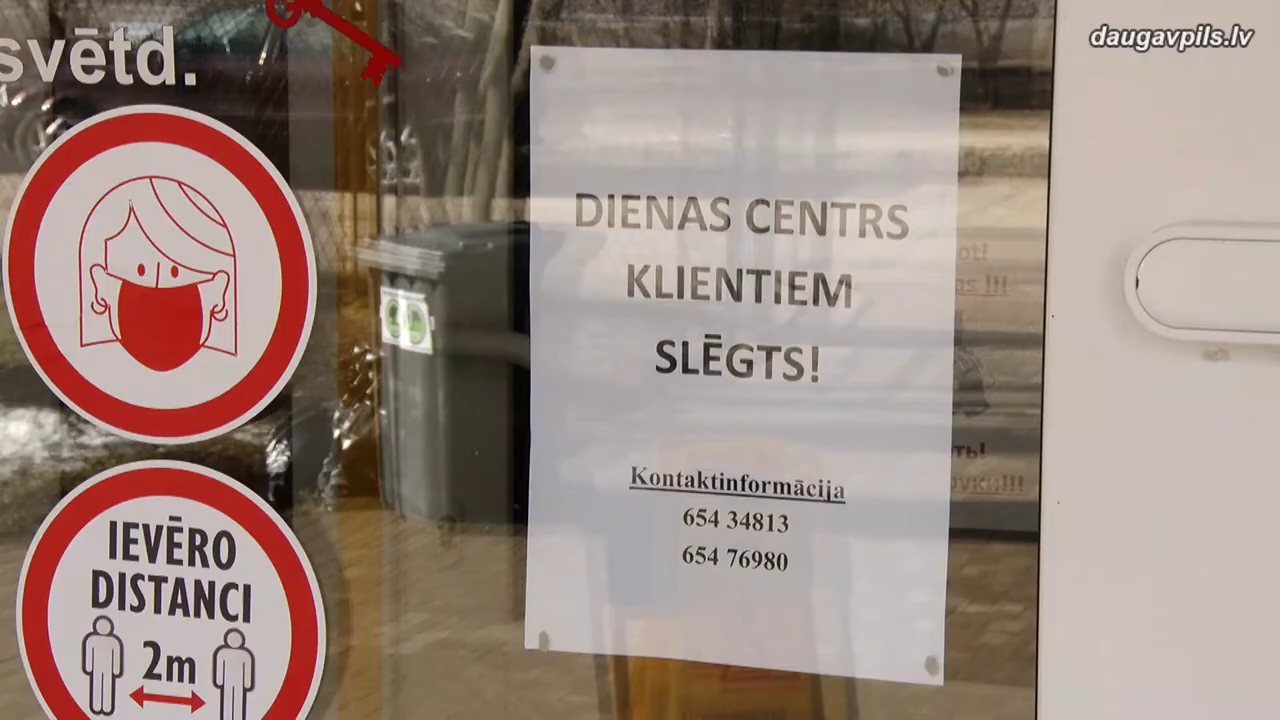 daugavpils.lv
svētd.
DIENAS CENTRS
KLIENTIEM
SLĒGTS!
Kontaktinformācija
654 34813
654 76980
IEVĒRO
DISTANCI
2m